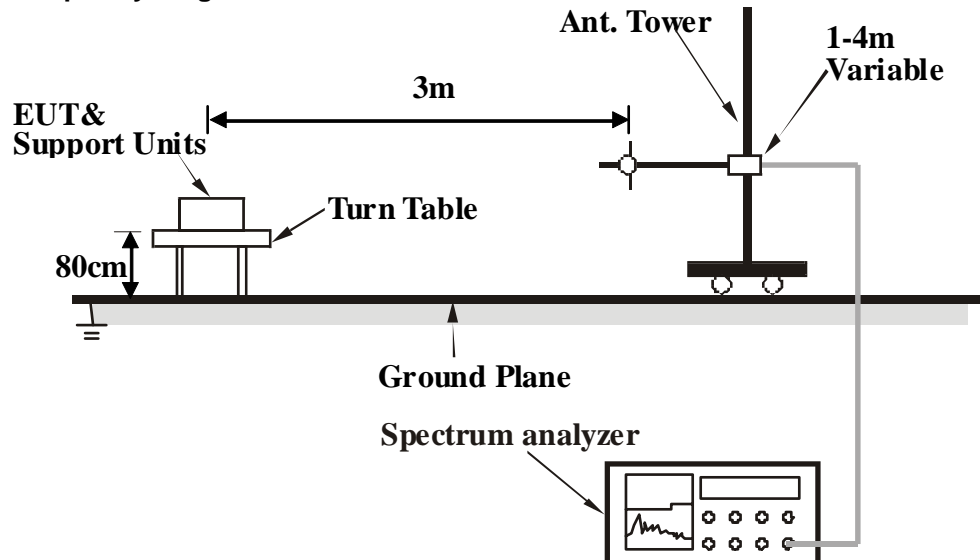 Ant. Tower
1-4m
Variable
3m
EUT&
Support Units
Turn Table
80cm
Ground Plane
Spectrum analyzer